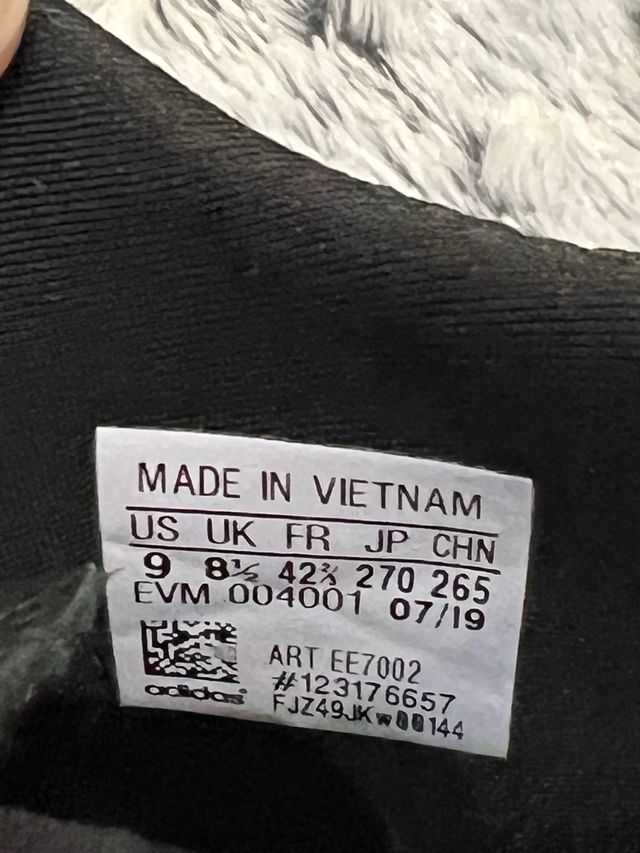 MADE IN VIETNAM
US UK FR JP CHN
9 8½ 42⅔ 270 265
EVM 004001 07/19
ART EE7002
#123176657
adidas